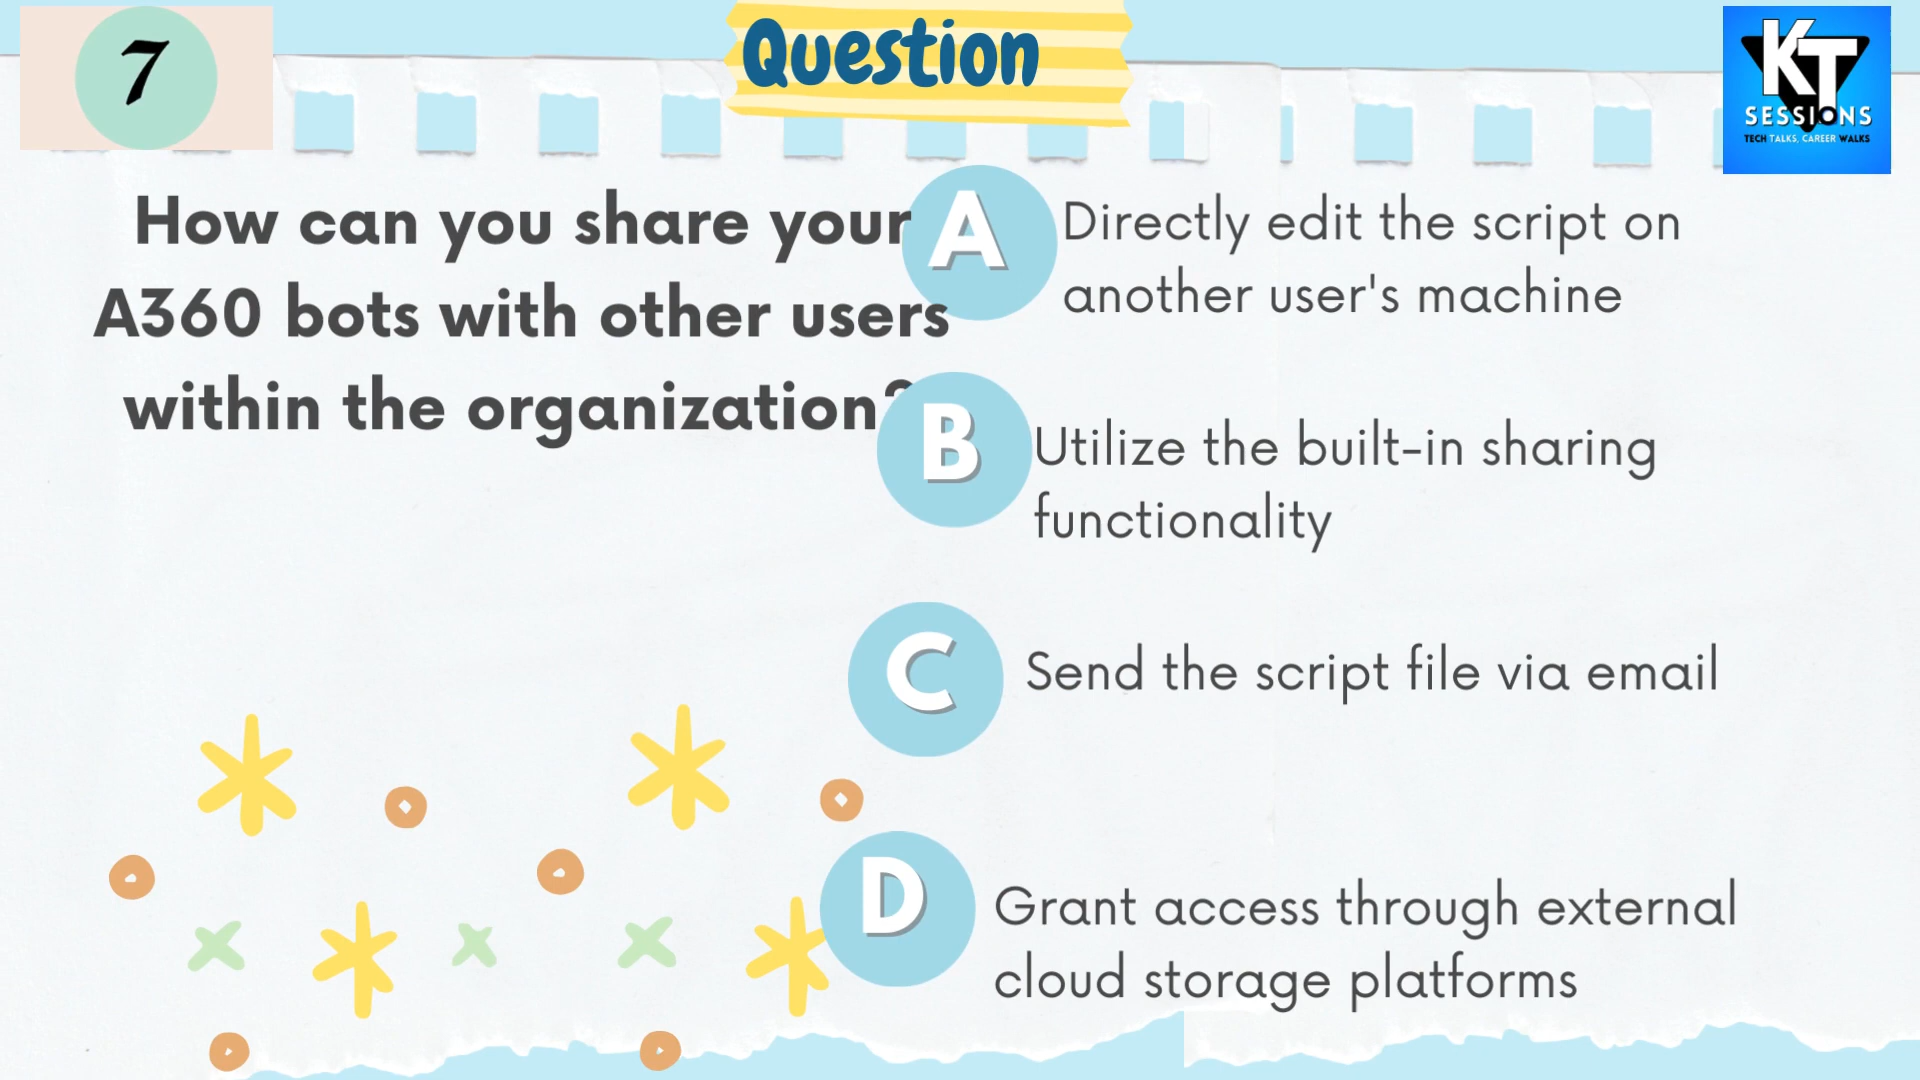 7
Question
KT
SESSIONS
TECH TALKS, CAREER WALKS
How can you share your
A360 bots with other users
within the organization?
A
Directly edit the script on
another user's machine
B
Utilize the built-in sharing
functionality
C
Send the script file via email
D
Grant access through external
cloud storage platforms